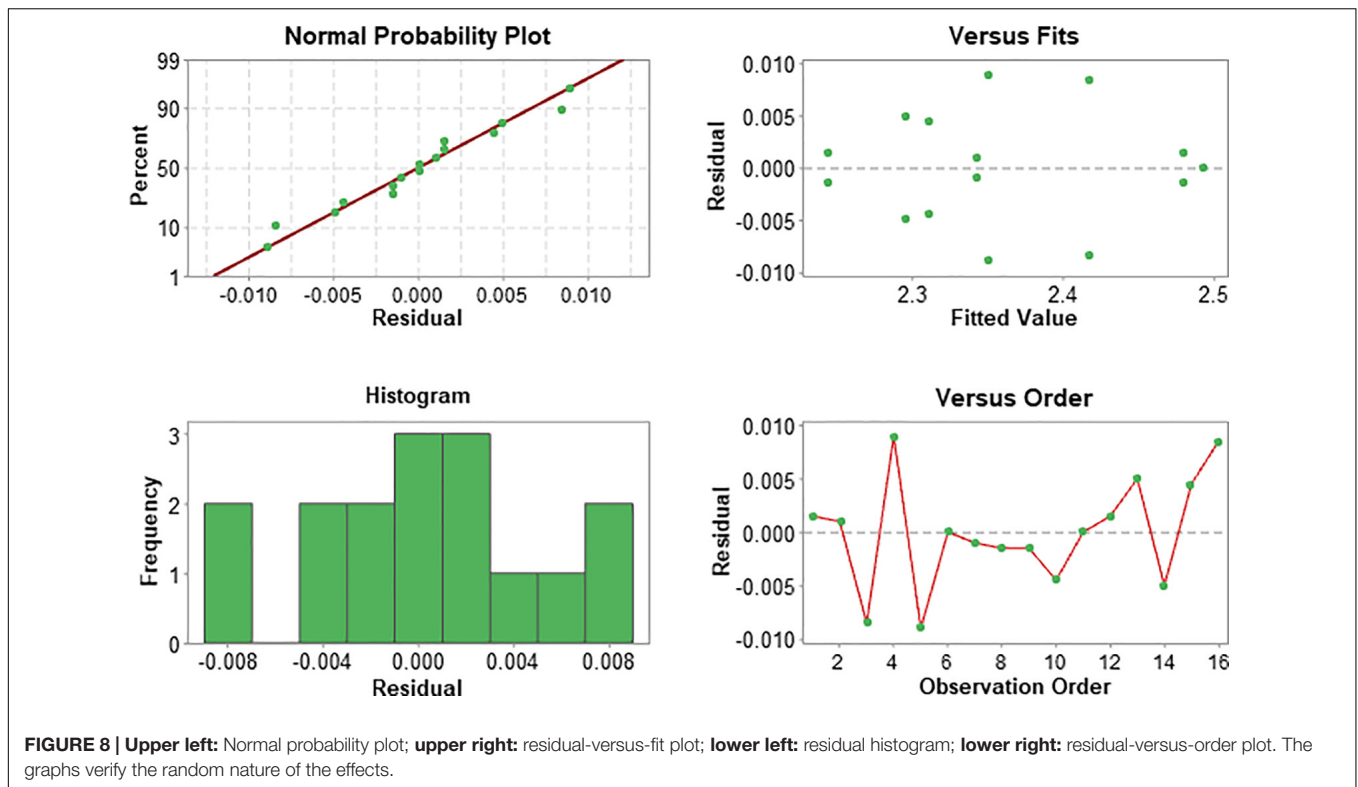 Normal Probability Plot
99
90
50
10
1
Percent
-0.010 -0.005 0.000 0.005 0.010
Residual
Versus Fits
0.010
0.005
0.000
-0.005
-0.010
Residual
2.3 2.4 2.5
Fitted Value
Histogram
3
2
1
0
Frequency
-0.008 -0.004 0.000 0.004 0.008
Residual
Versus Order
0.010
0.005
0.000
-0.005
-0.010
Residual
2 4 6 8 10 12 14 16
Observation Order
FIGURE 8 | Upper left: Normal probability plot; upper right: residual-versus-fit plot; lower left: residual histogram; lower right: residual-versus-order plot. The
graphs verify the random nature of the effects.